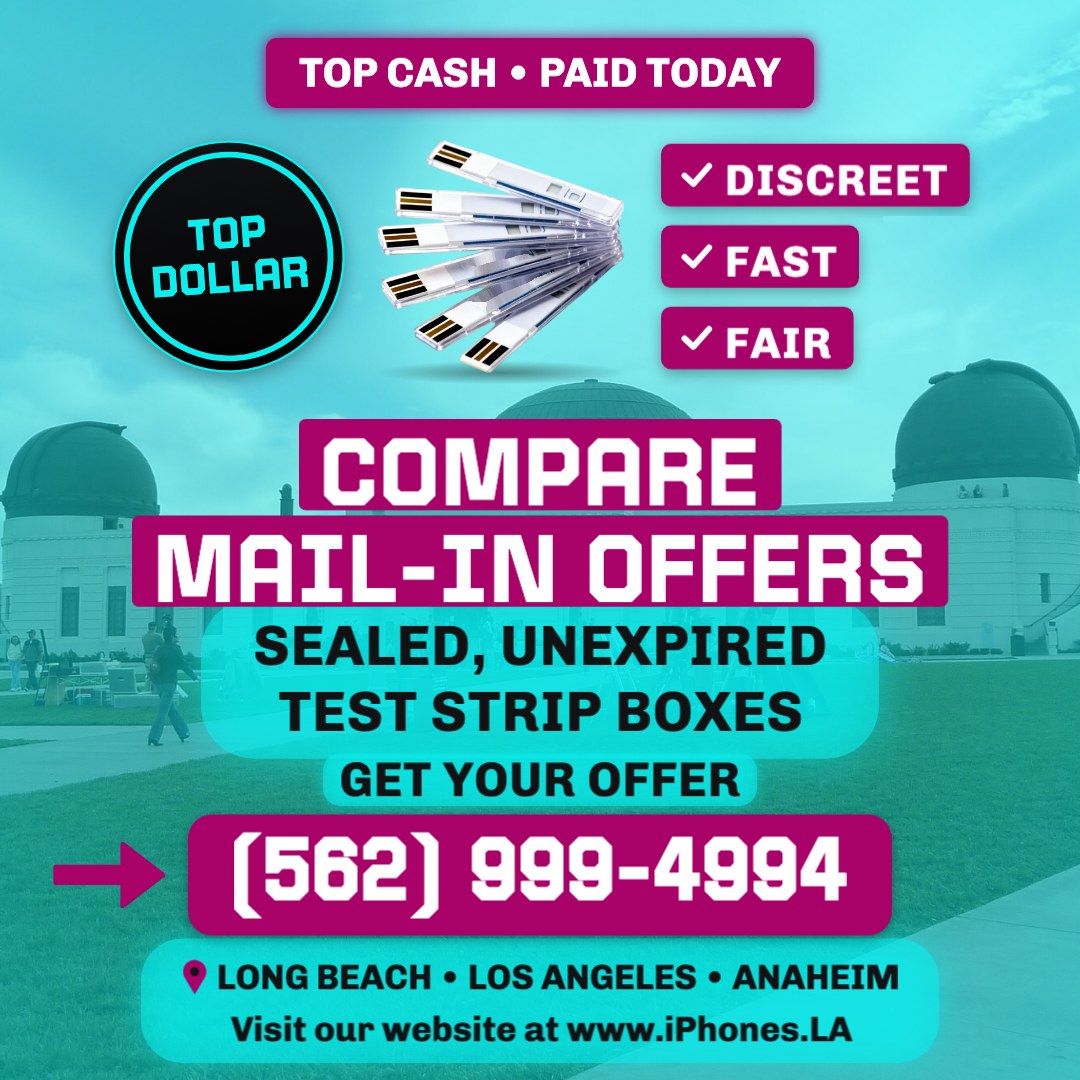 TOP CASH • PAID TODAY
TOP
DOLLAR
✓ DISCREET
✓ FAST
✓ FAIR
COMPARE
MAIL-IN OFFERS
SEALED, UNEXPIRED
TEST STRIP BOXES
GET YOUR OFFER
(562) 999-4994
LONG BEACH • LOS ANGELES • ANAHEIM
Visit our website at www.iPhones.LA